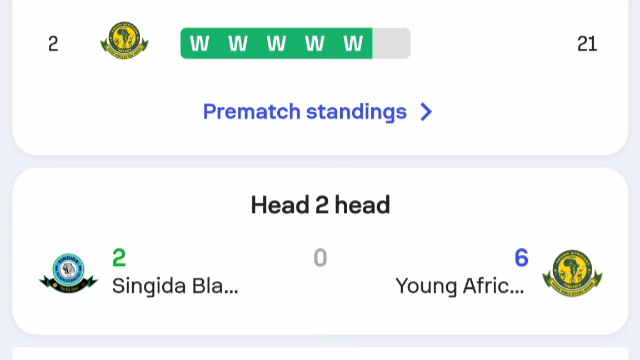 2 W W W W W 21
Prematch standings
Head 2 head
2 0 6
Singida Bla... Young Afric...